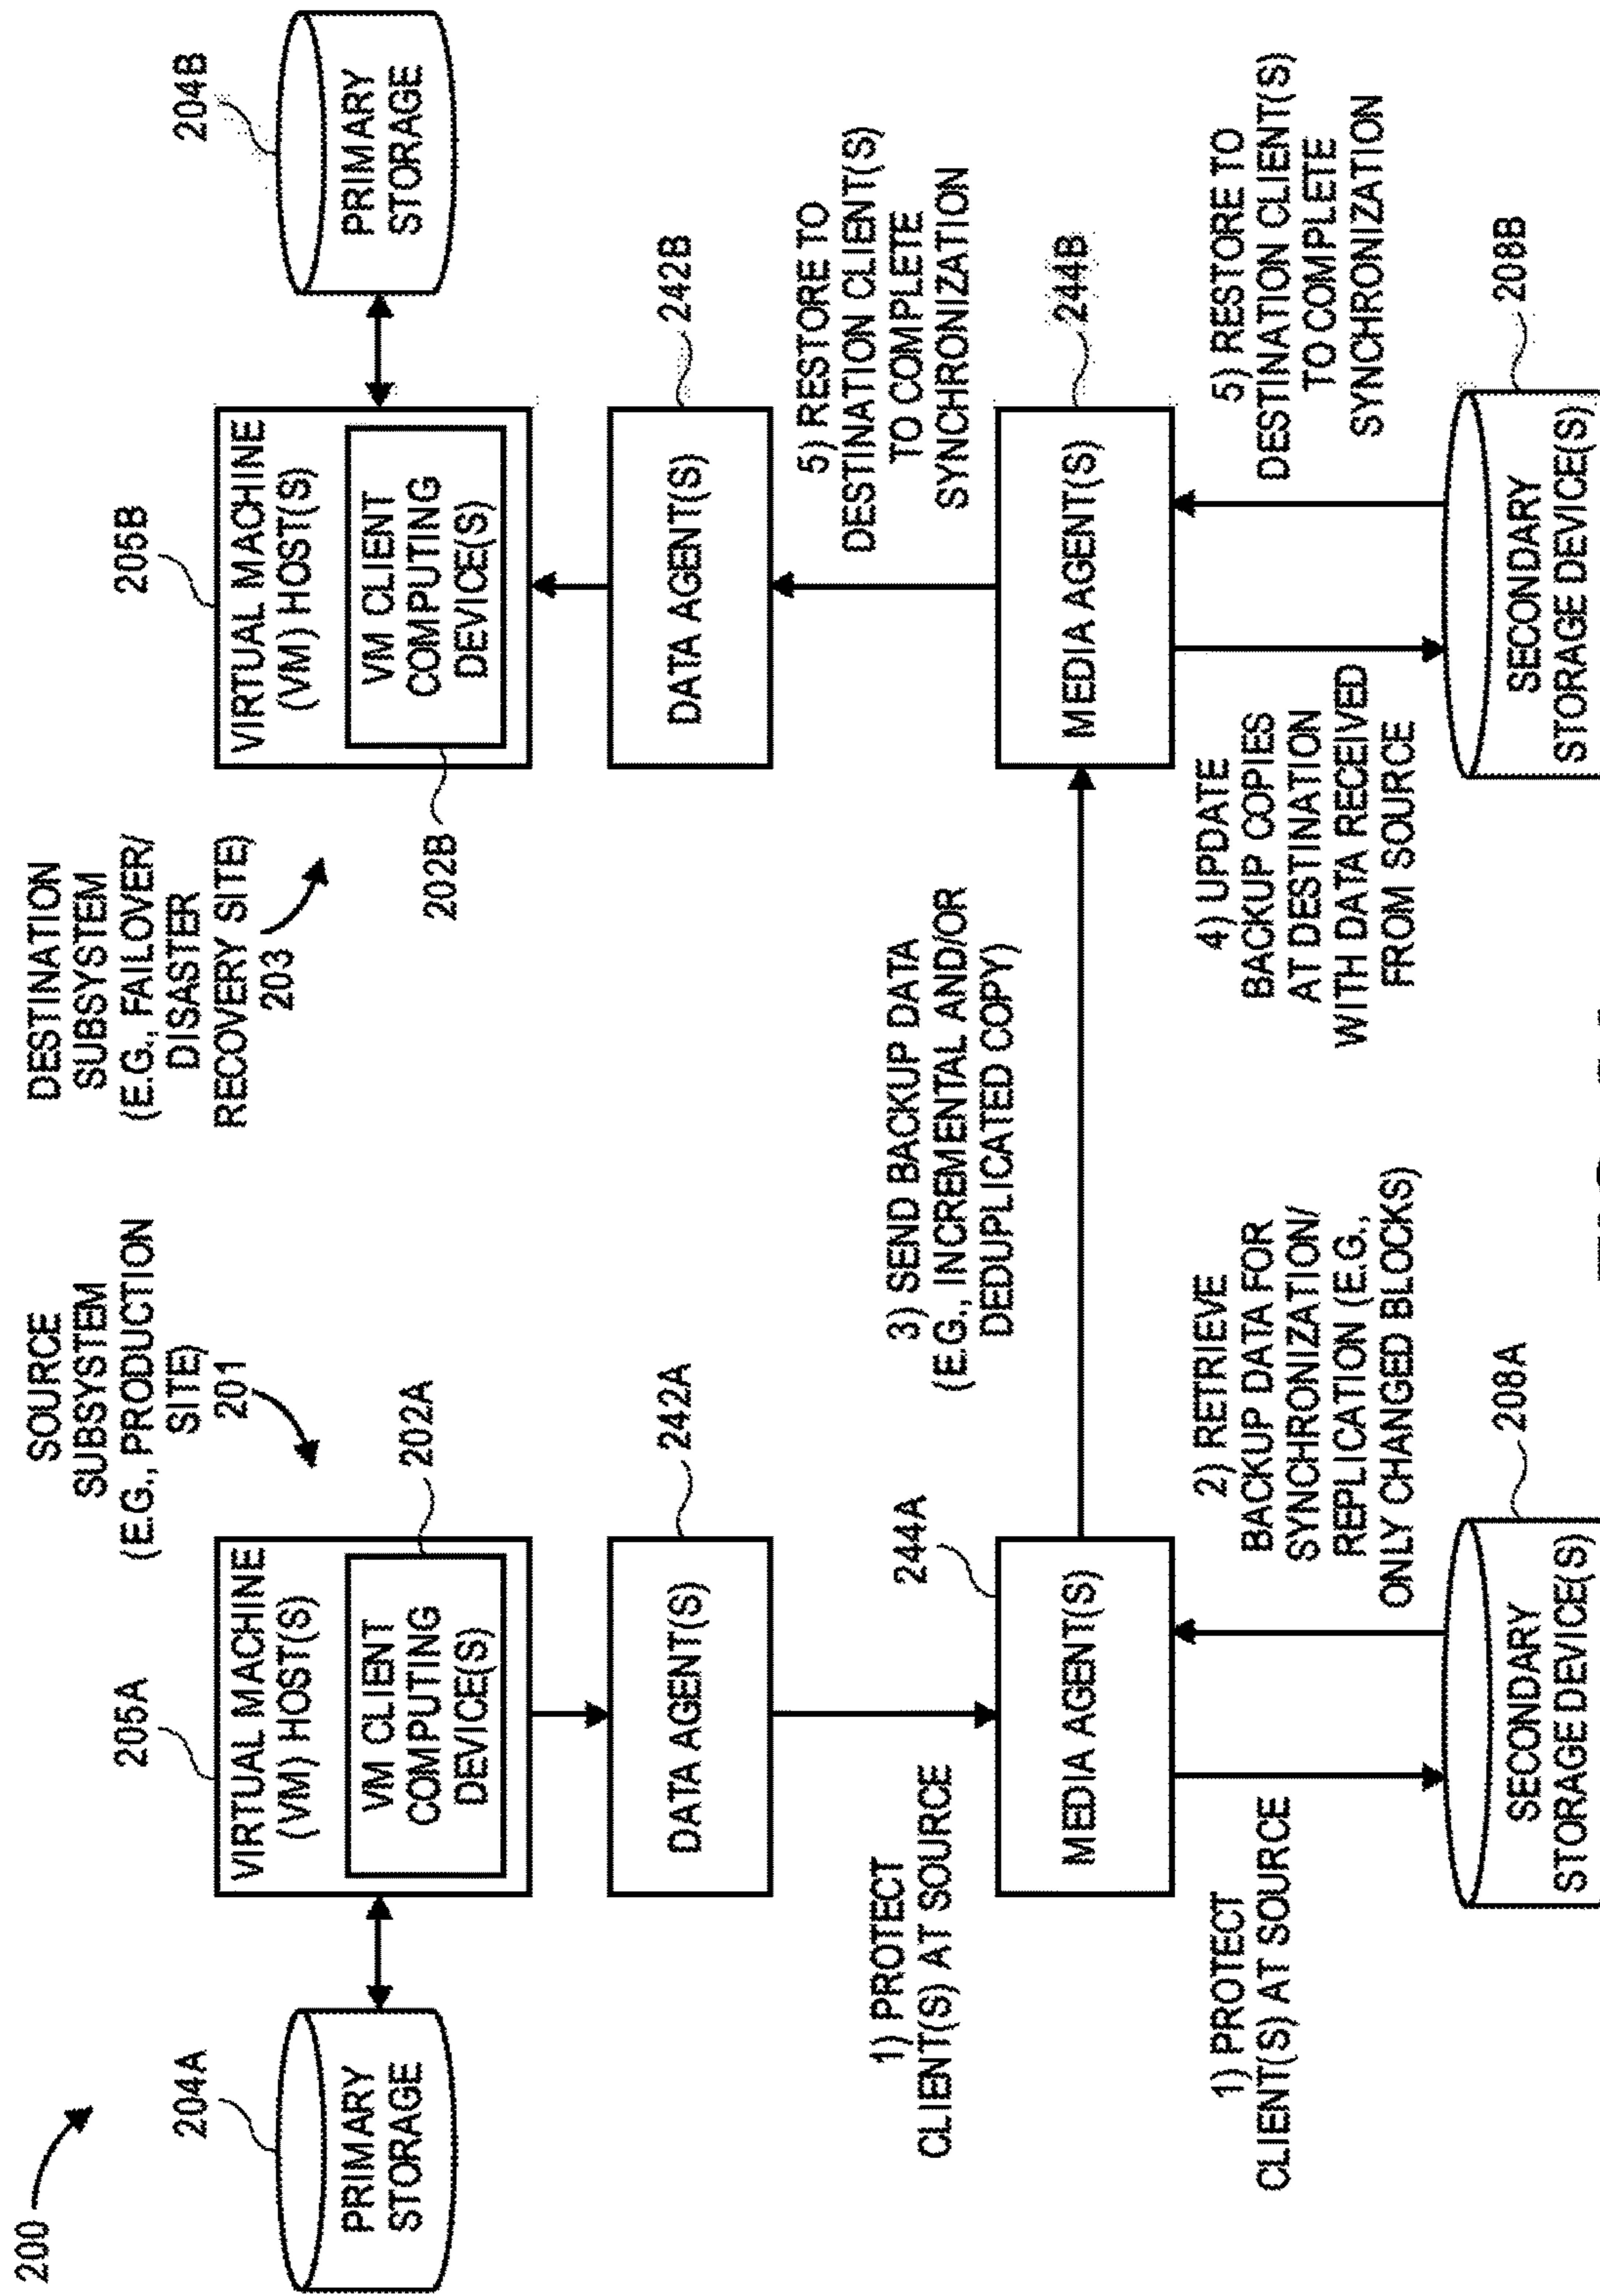 200
SOURCE
SUBSYSTEM
(E.G., PRODUCTION
SITE)
201
DESTINATION
SUBSYSTEM
(E.G., FAILOVER/
DISASTER
RECOVERY SITE)
203
204A
PRIMARY
STORAGE
205A
VIRTUAL MACHINE
(VM) HOST(S)
VM CLIENT
COMPUTING
DEVICE(S)
202A
205B
VIRTUAL MACHINE
(VM) HOST(S)
VM CLIENT
COMPUTING
DEVICE(S)
202B
204B
PRIMARY
STORAGE
DATA AGENT(S)
242A
DATA AGENT(S)
242B
1) PROTECT
CLIENT(S) AT SOURCE
244A
3) SEND BACKUP DATA
(E.G., INCREMENTAL AND/OR
DEDUPLICATED COPY)
5) RESTORE TO
DESTINATION CLIENT(S)
TO COMPLETE
SYNCHRONIZATION
MEDIA AGENT(S)
MEDIA AGENT(S)
244B
1) PROTECT
CLIENT(S) AT SOURCE
2) RETRIEVE
BACKUP DATA FOR
SYNCHRONIZATION/
REPLICATION (E.G.,
ONLY CHANGED BLOCKS)
4) UPDATE
BACKUP COPIES
AT DESTINATION
WITH DATA RECEIVED
FROM SOURCE
5) RESTORE TO
DESTINATION CLIENT(S)
TO COMPLETE
SYNCHRONIZATION
SECONDARY
STORAGE DEVICE(S)
208A
SECONDARY
STORAGE DEVICE(S)
208B